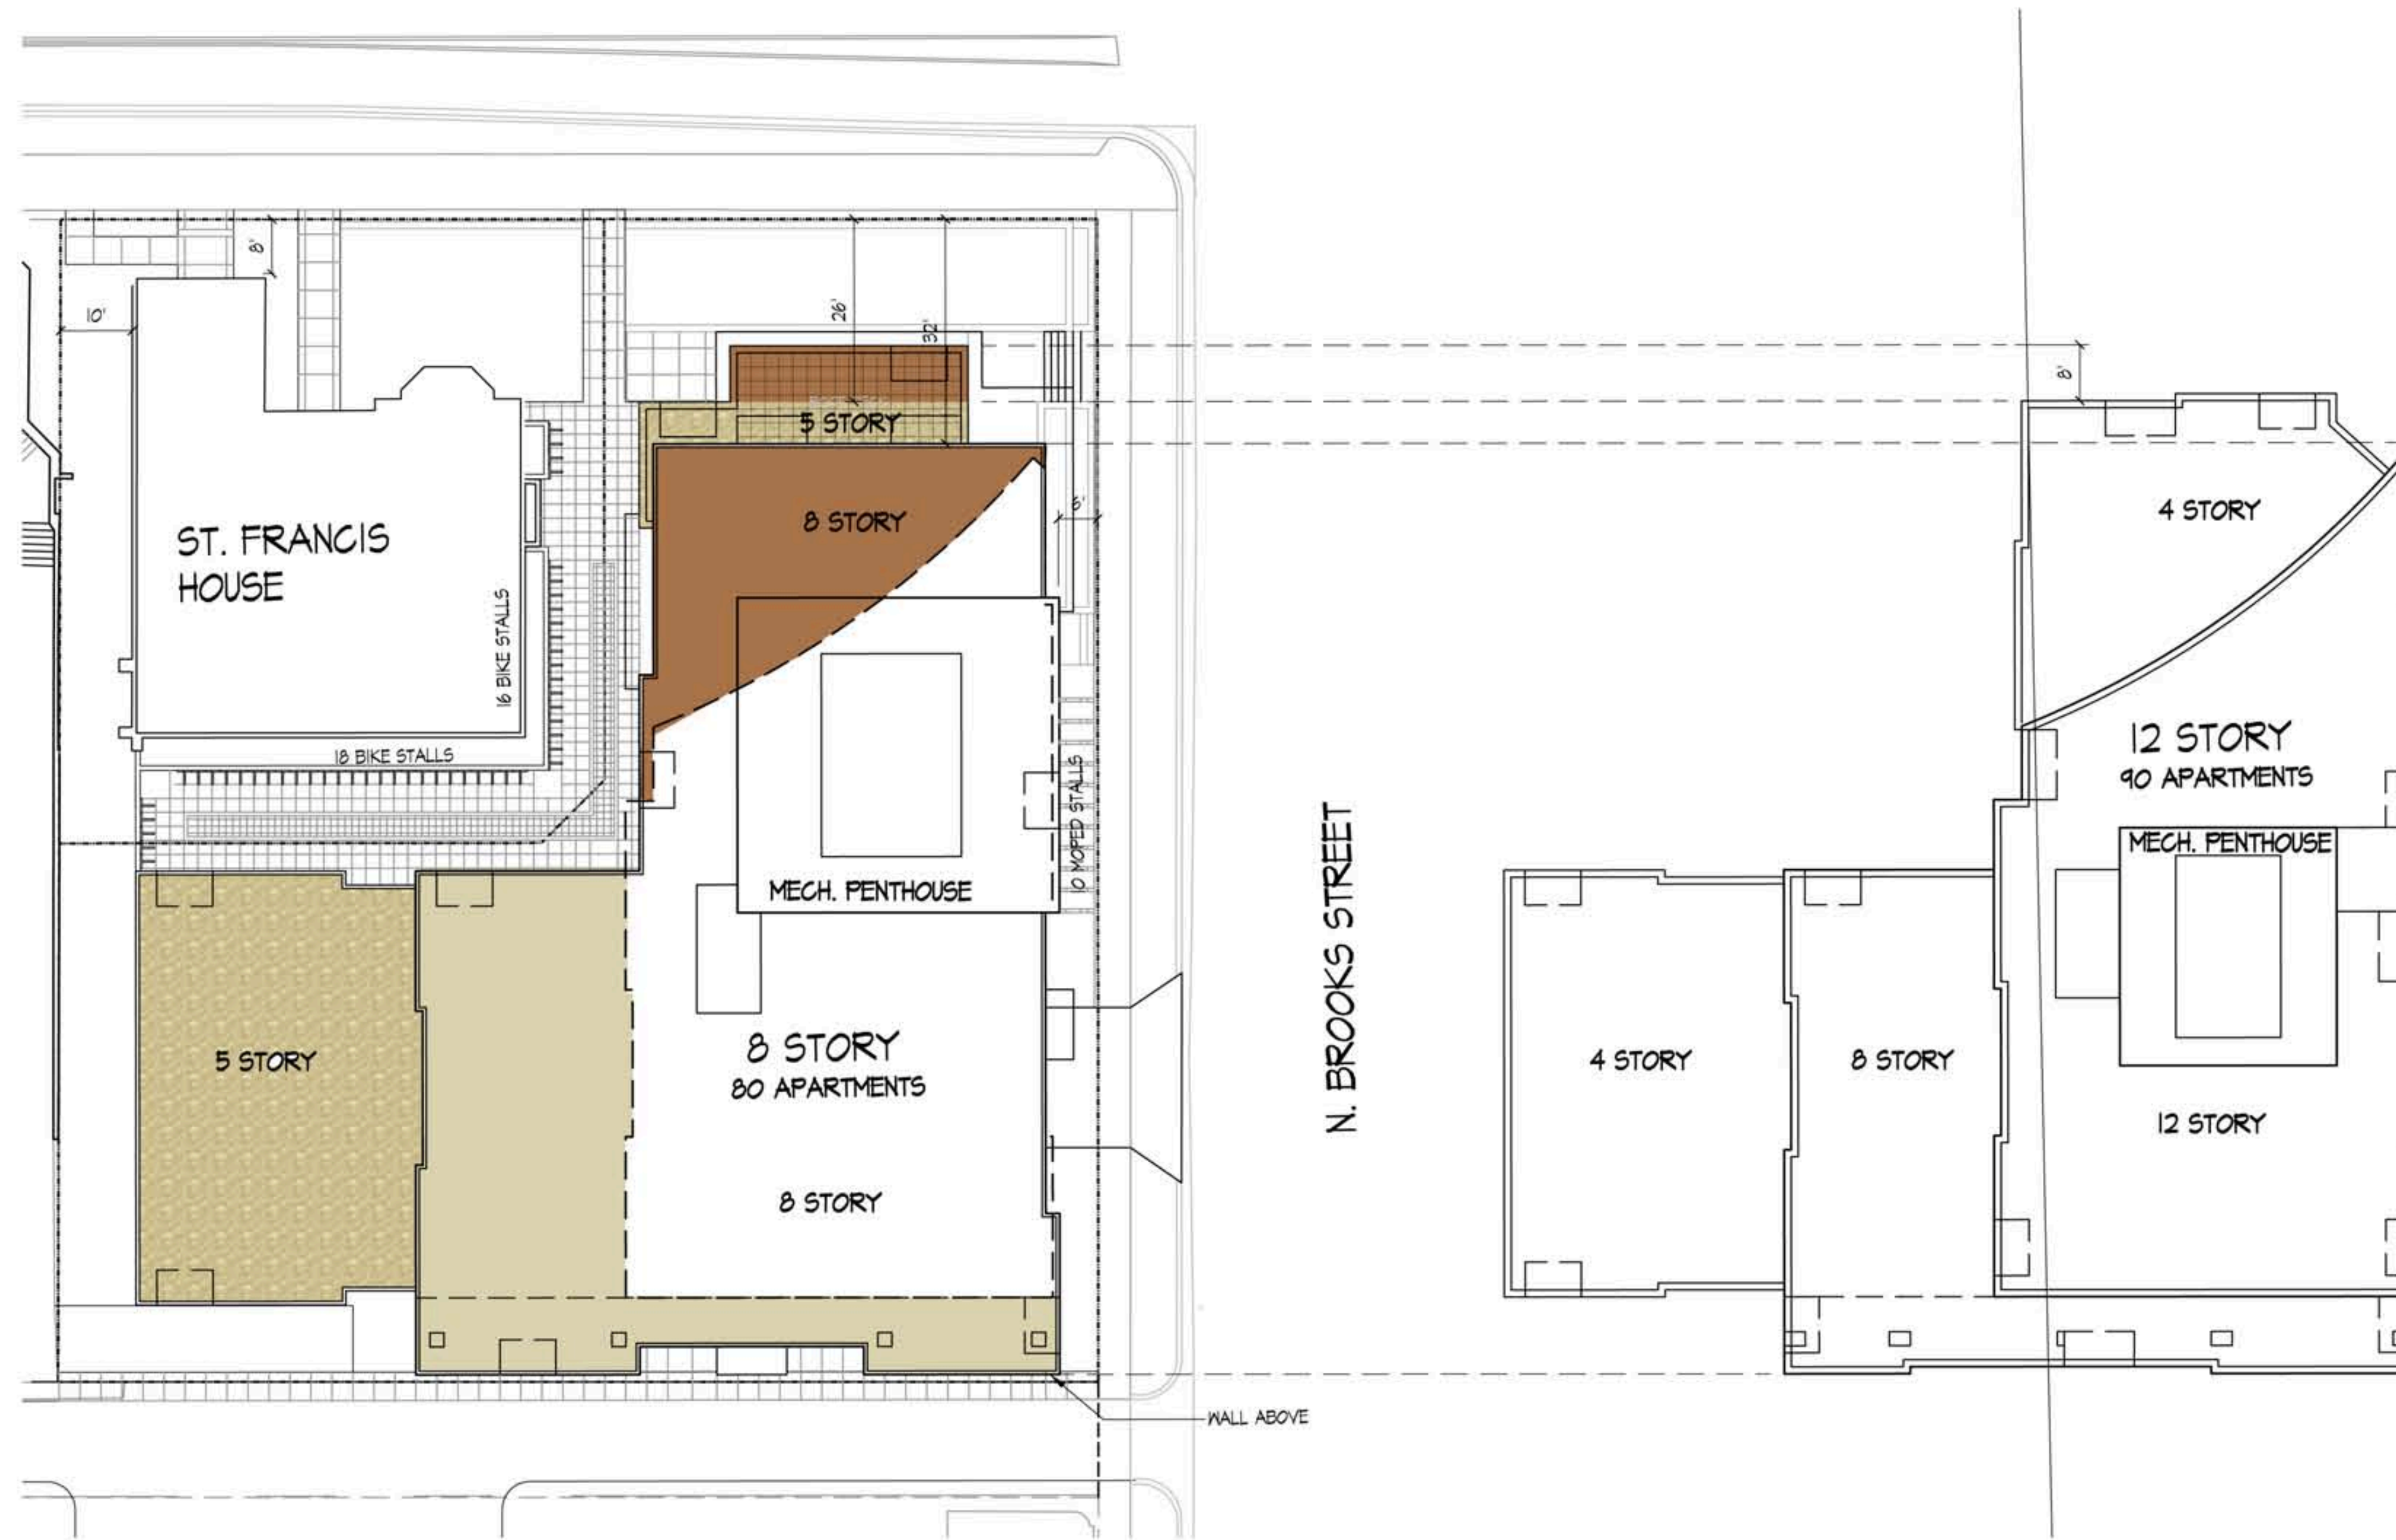 8'
10'
26'
32'
8'
5 STORY
8 STORY
6'
4 STORY
ST. FRANCIS
HOUSE
16 BIKE STALLS
18 BIKE STALLS
10 MOPED STALLS
MECH. PENTHOUSE
N. BROOKS STREET
12 STORY
90 APARTMENTS
MECH. PENTHOUSE
5 STORY
8 STORY
80 APARTMENTS
8 STORY
4 STORY
8 STORY
12 STORY
WALL ABOVE